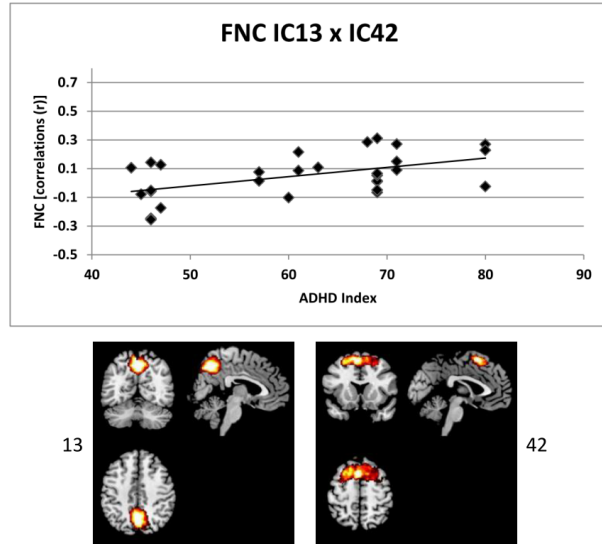 FNC IC13 x IC42
FNC [correlations (r)]
0.7
0.5
0.3
0.1
-0.1
-0.3
-0.5
40 50 60 70 80 90
ADHD Index
13 42